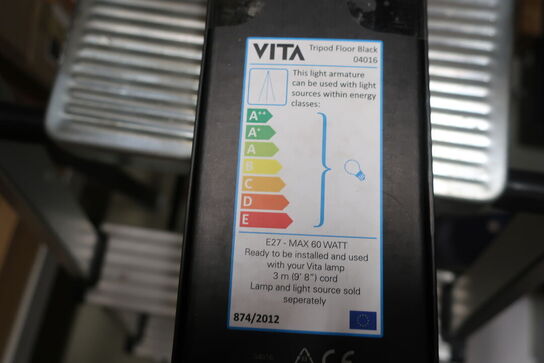 VITA Tripod Floor Black
04016
This light armature
can be used with light
sources within energy
classes:
A++
A+
A
B
C
D
E
E27 - MAX 60 WATT
Ready to be installed and used
with your Vita lamp
3 m (9' 8") cord
Lamp and light source sold
seperately
874/2012
04016
CE